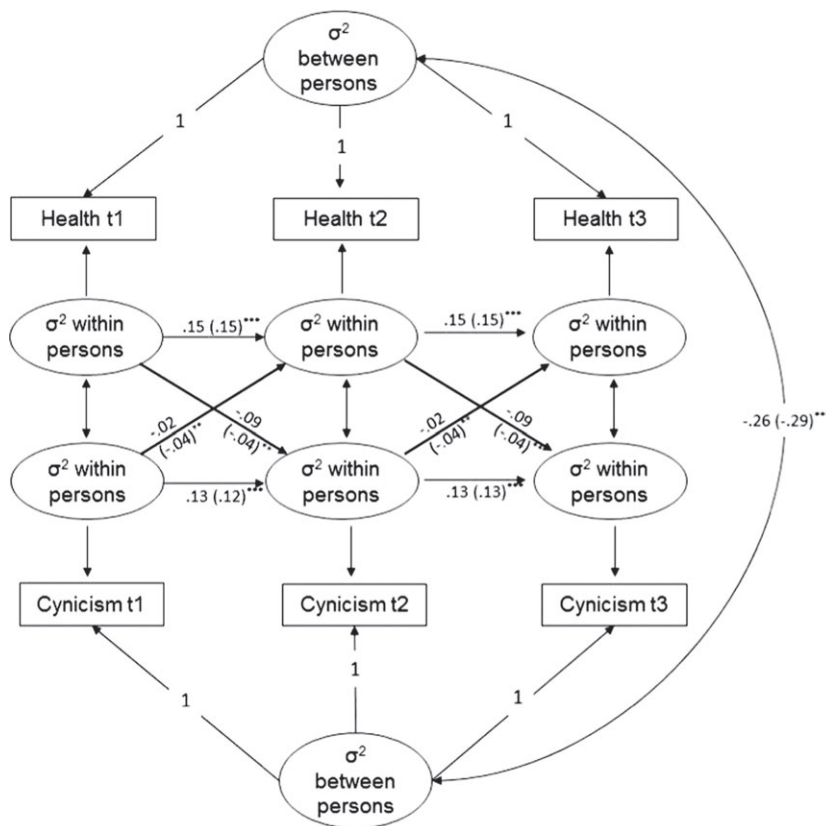 σ²
between
persons
1
1
1
Health t1
Health t2
Health t3
σ² within
persons
.15 (.15)***
σ² within
persons
.15 (.15)***
σ² within
persons
-.02
(-.04)**
-.09
(-.04)**
-.02
(-.04)**
-.09
(-.04)**
-.26 (-.29)**
σ² within
persons
.13 (.12)***
σ² within
persons
.13 (.13)***
σ² within
persons
Cynicism t1
Cynicism t2
Cynicism t3
1
1
1
σ²
between
persons